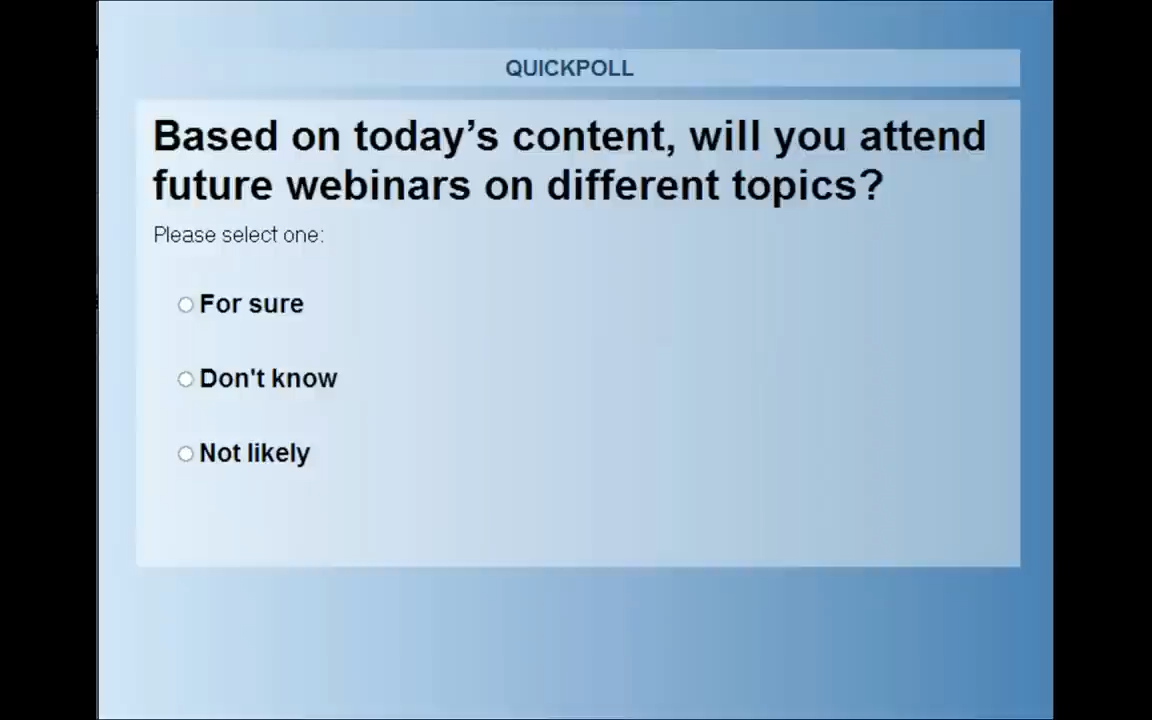 QUICKPOLL
Based on today’s content, will you attend
future webinars on different topics?
Please select one:
For sure
Don't know
Not likely